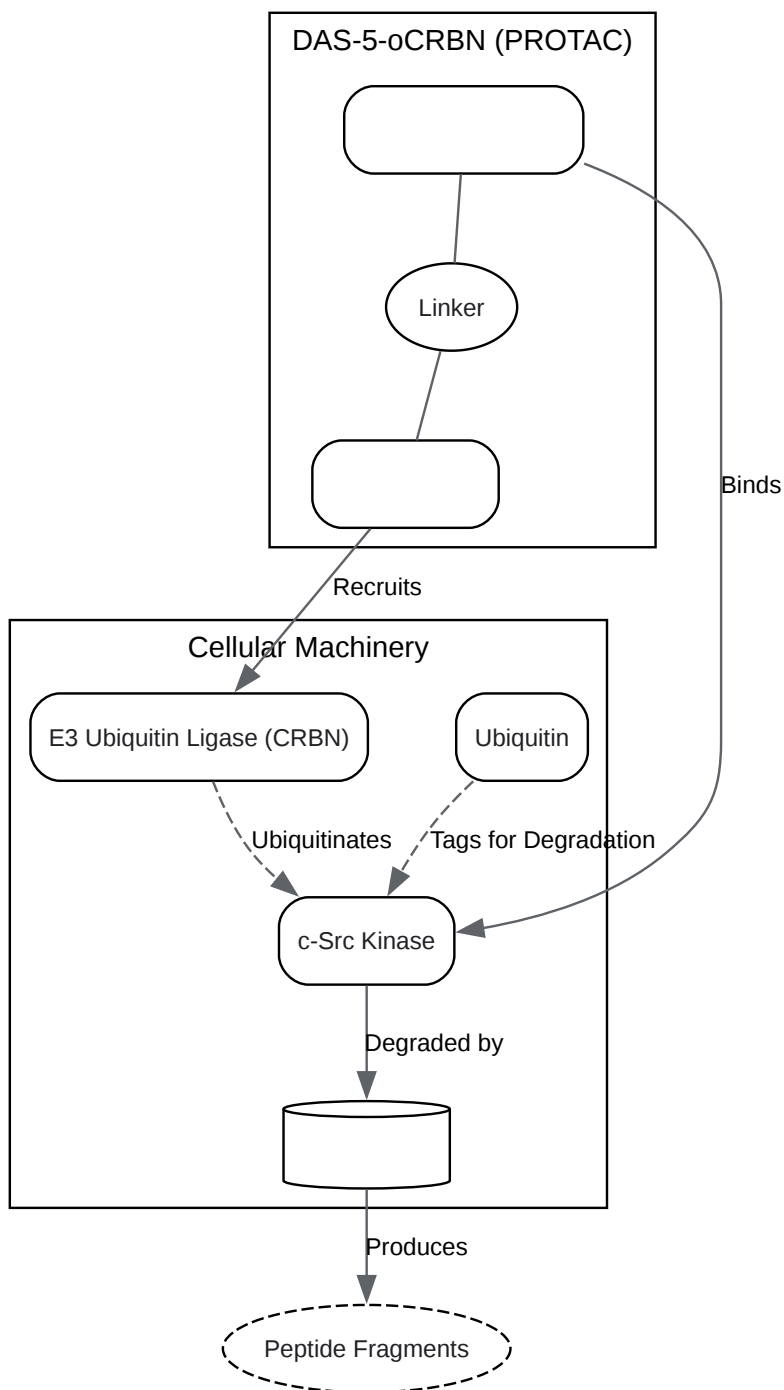 DAS-5-oCRBN (PROTAC)
Linker
Binds
Recruits
Cellular Machinery
E3 Ubiquitin Ligase (CRBN)
Ubiquitin
Ubiquitinates
Tags for Degradation
c-Src Kinase
Degraded by
Produces
Peptide Fragments